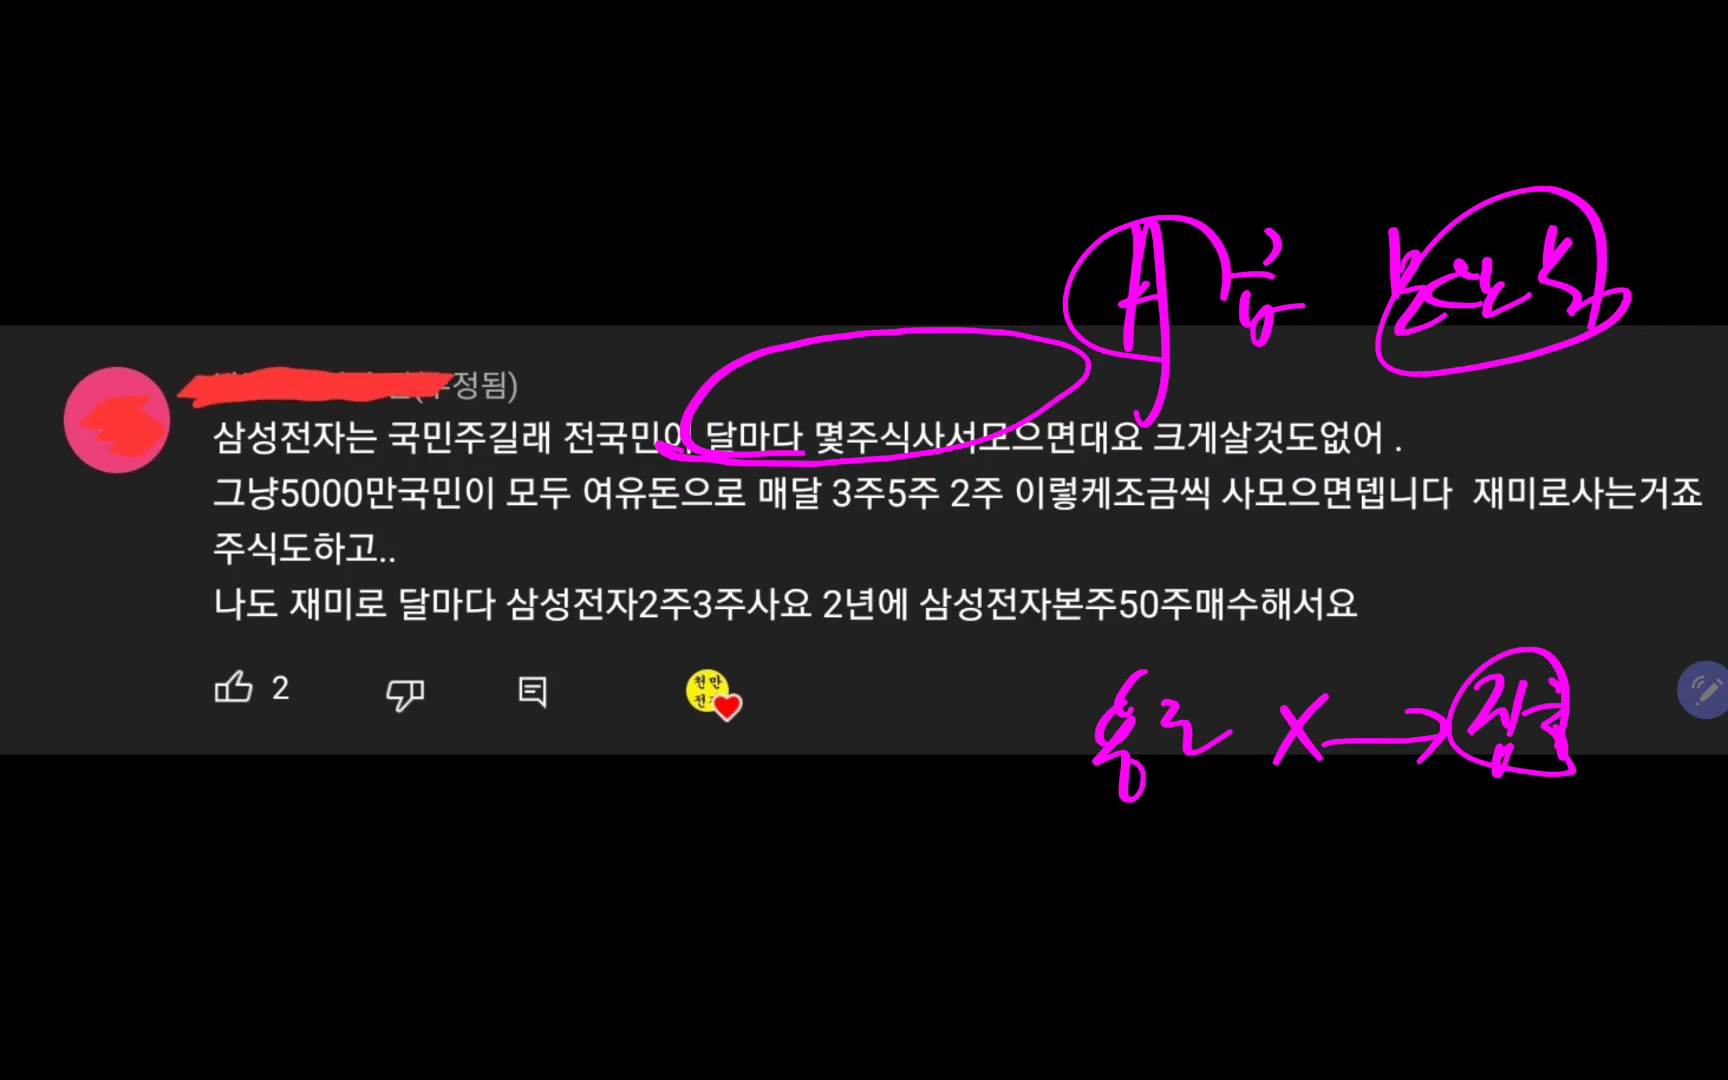 정됨)
삼성전자는 국민주길래 전국민이 달마다 몇주식사서모으면대요 크게살것도없어 .
그냥5000만국민이 모두 여유돈으로 매달 3주5주 2주 이렇케조금씩 사모으면뎁니다 재미로사는거죠
주식도하고..
나도 재미로 달마다 삼성전자2주3주사요 2년에 삼성전자본주50주매수해서요
2
천만
전
X